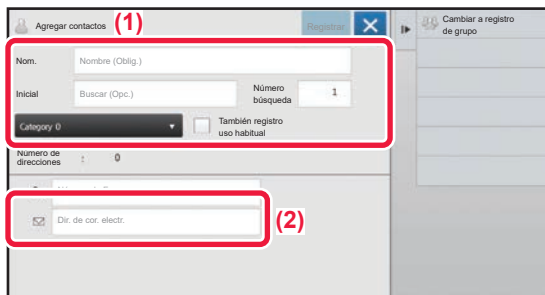 Agregar contactos
(1)
Registrar
Cambiar a registro
de grupo
Nom.
Nombre (Oblig.)
Inicial
Buscar (Opc.)
Número
búsqueda
1
Category 0
También registro
uso habitual
Número de
direcciones
:
0
Dir. de cor. electr.
(2)